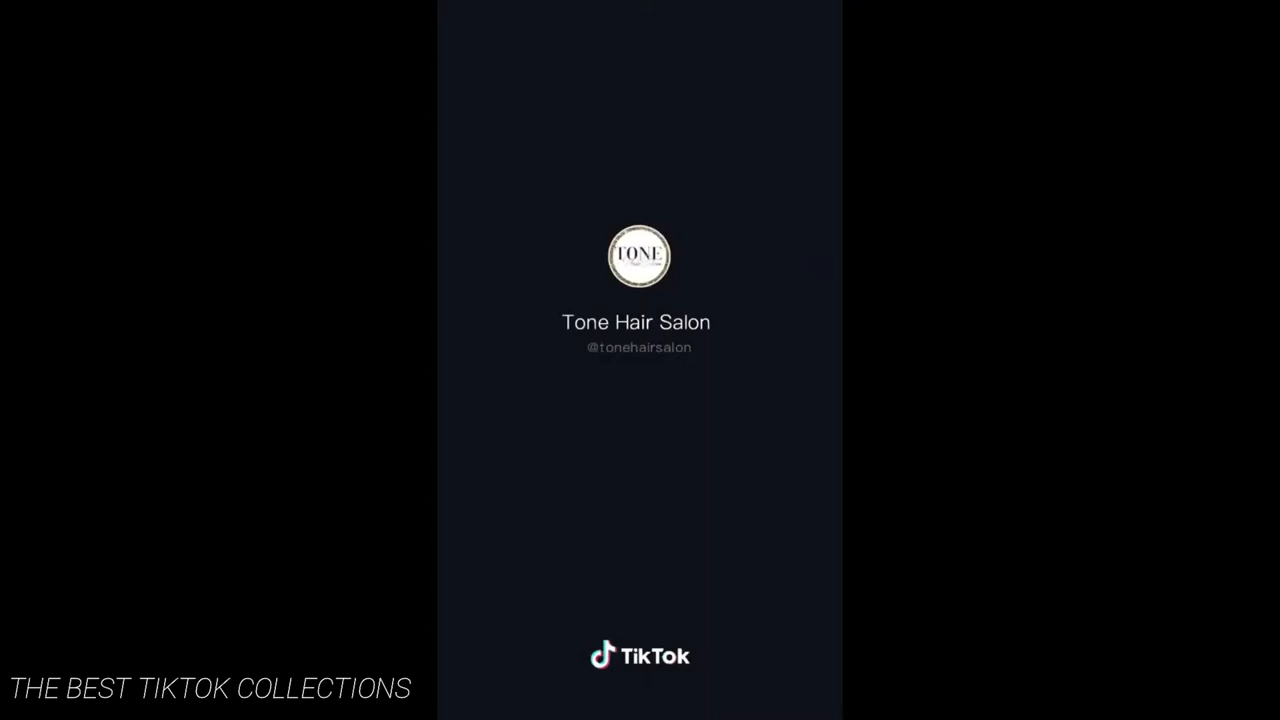 TONE
Tone Hair Salon
@tonehairsalon
TikTok
THE BEST TIKTOK COLLECTIONS